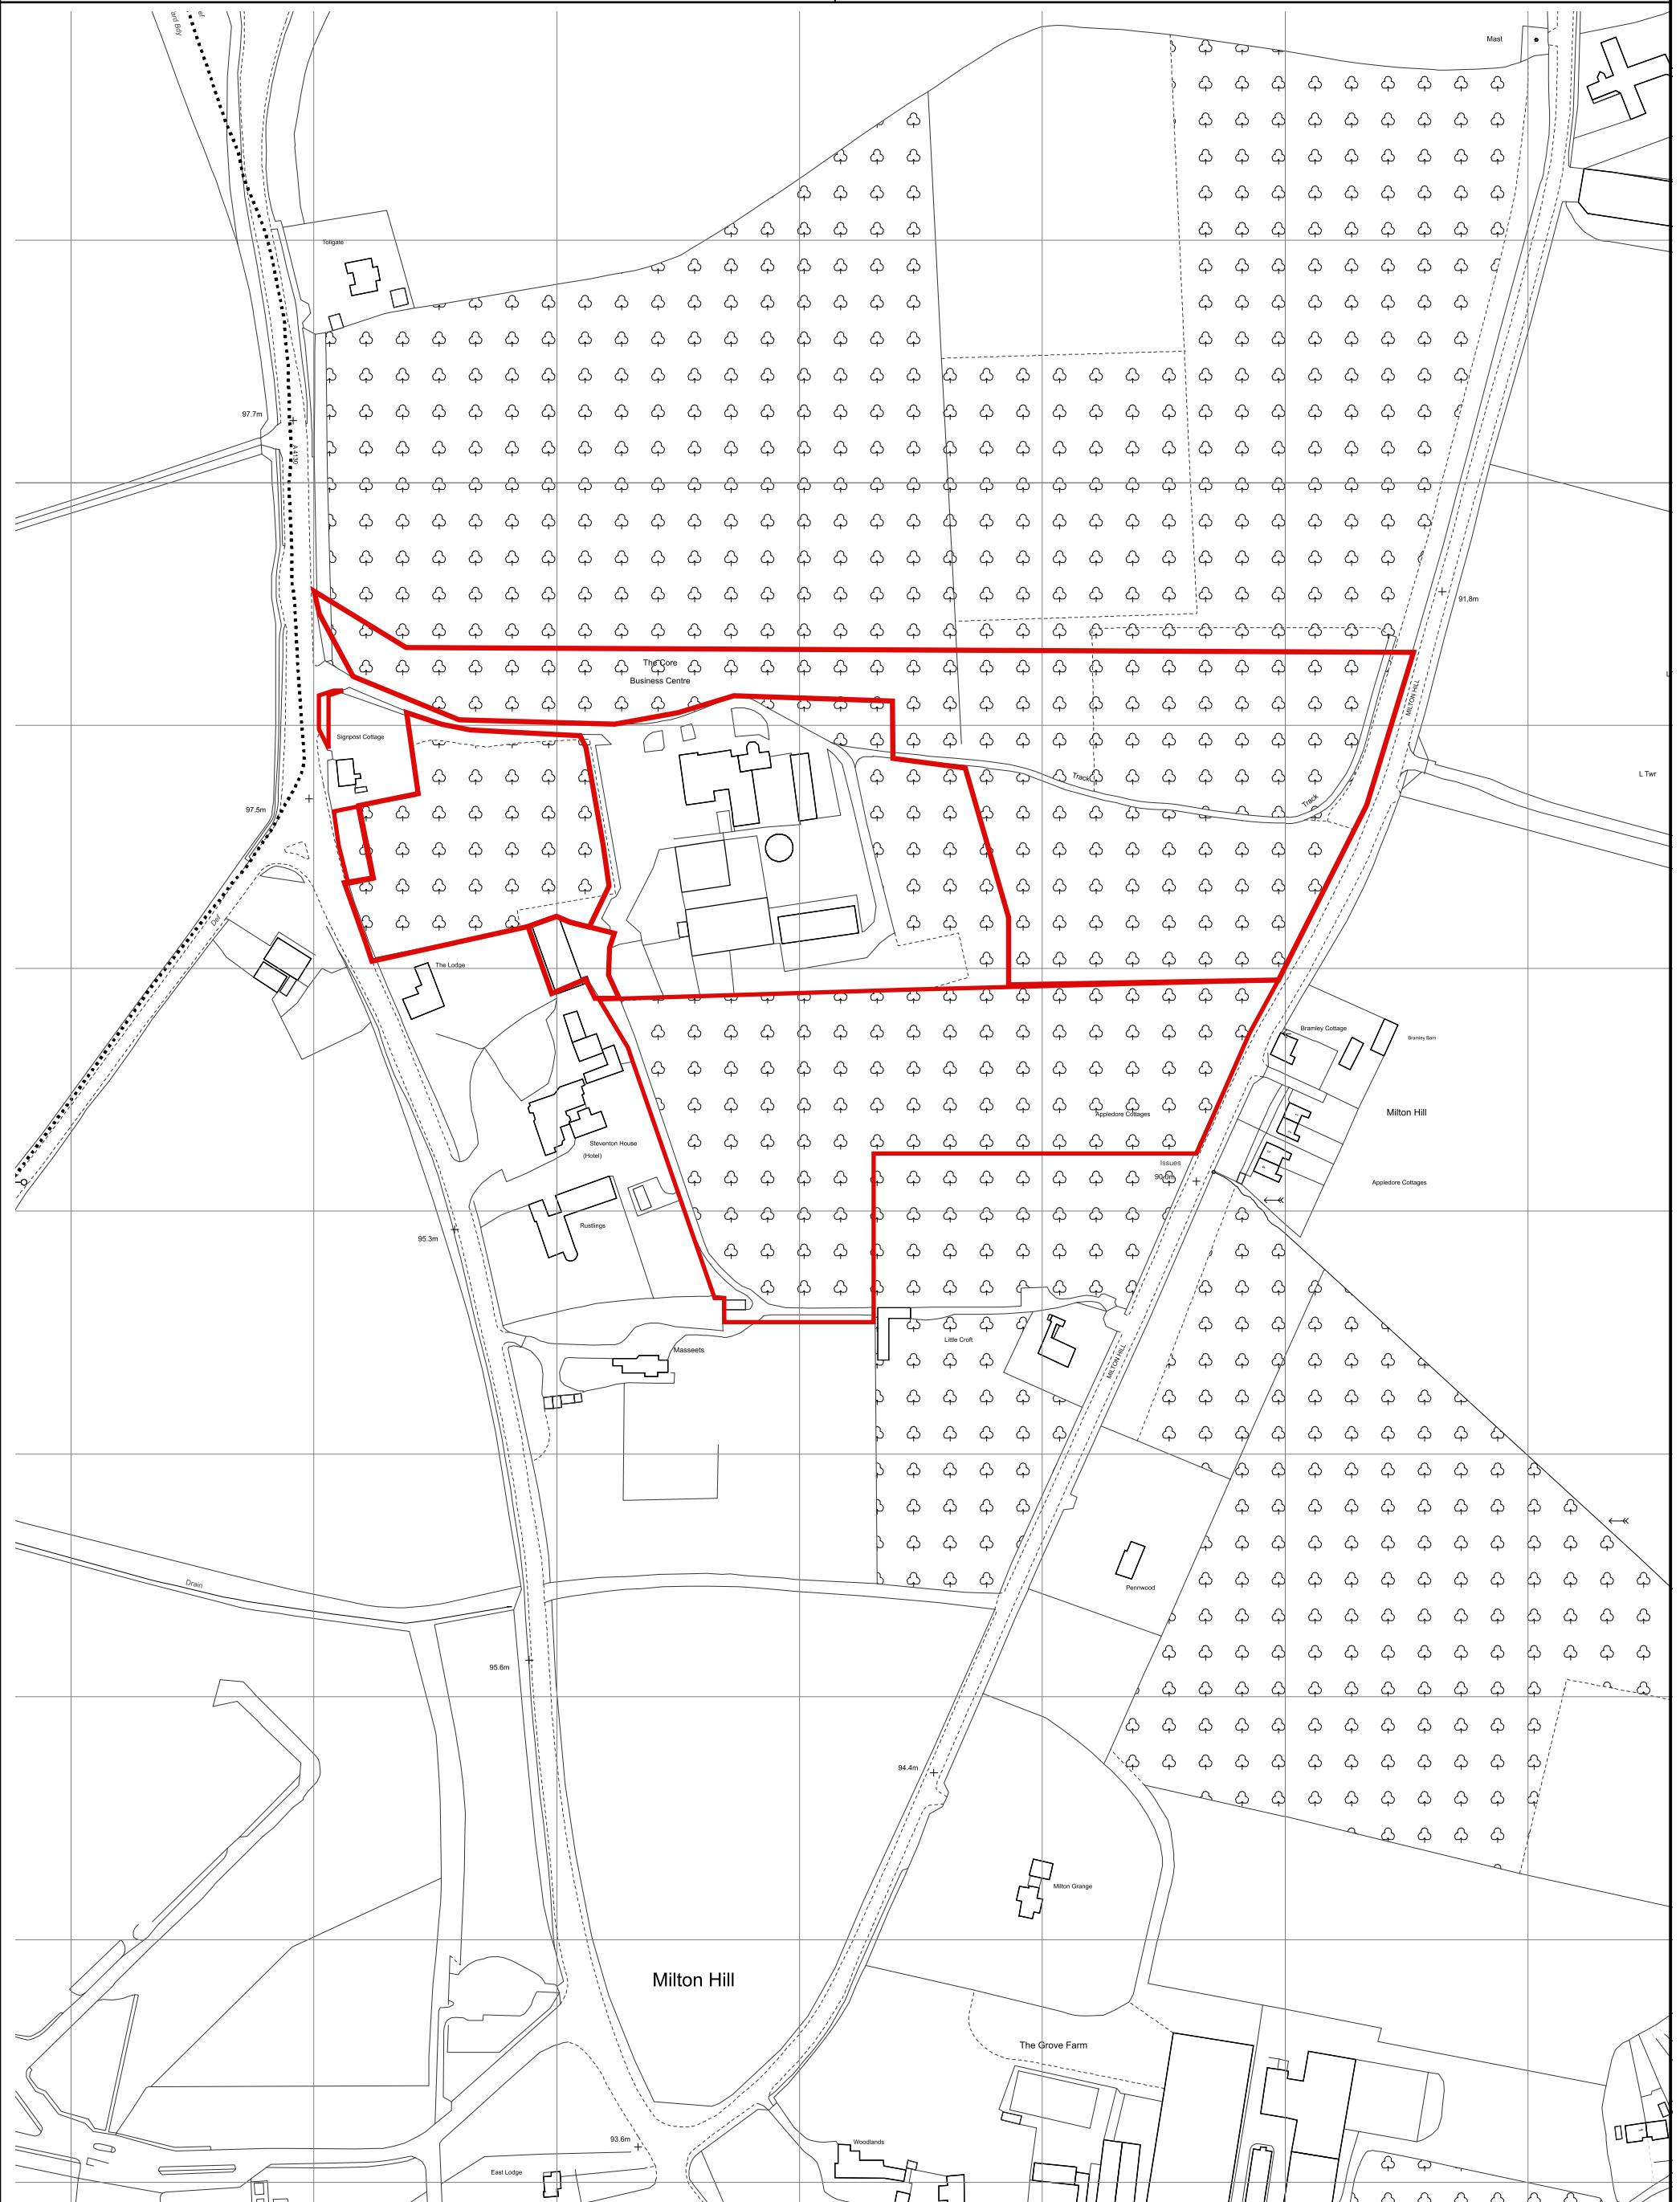 Mast
Tollgate
97.7m
A4130
91.8m
The Core
Business Centre
MILTON HILL
Signpost Cottage
L Twr
Track
Track
97.5m
Def
The Lodge
Bramley Cottage
Bramley Barn
Milton Hill
Appledore Cottages
Steventon House
(Hotel)
Issues
90.6m
Appledore Cottages
Rustlings
95.3m
Little Croft
Masseets
MILTON HILL
Drain
Pennwood
95.6m
94.4m
Milton Grange
Milton Hill
The Grove Farm
93.6m
Woodlands
East Lodge